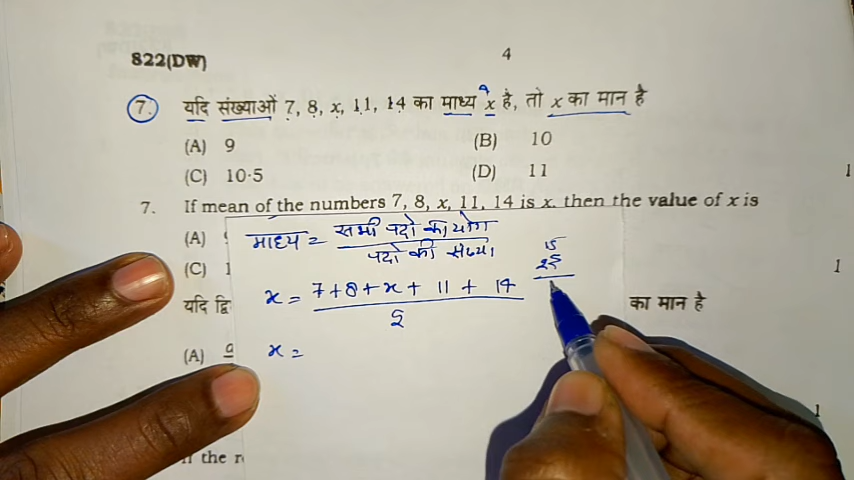 822(DW)
4
7. यदि संख्याओं 7, 8, x, 11, 14 का माध्य x है, तो x का मान है
(A) 9
(B) 10
(C) 10·5
(D) 11
1
7. If mean of the numbers 7, 8, x, 11, 14 is x, then the value of x is
(A)
माध्य = सभी पदो का योग
पदो की संख्या
15
25
(C) 1
1
x = 7+8+x+11+14
5
यदि द्वि
का मान है
x =
(A)
1
f the r